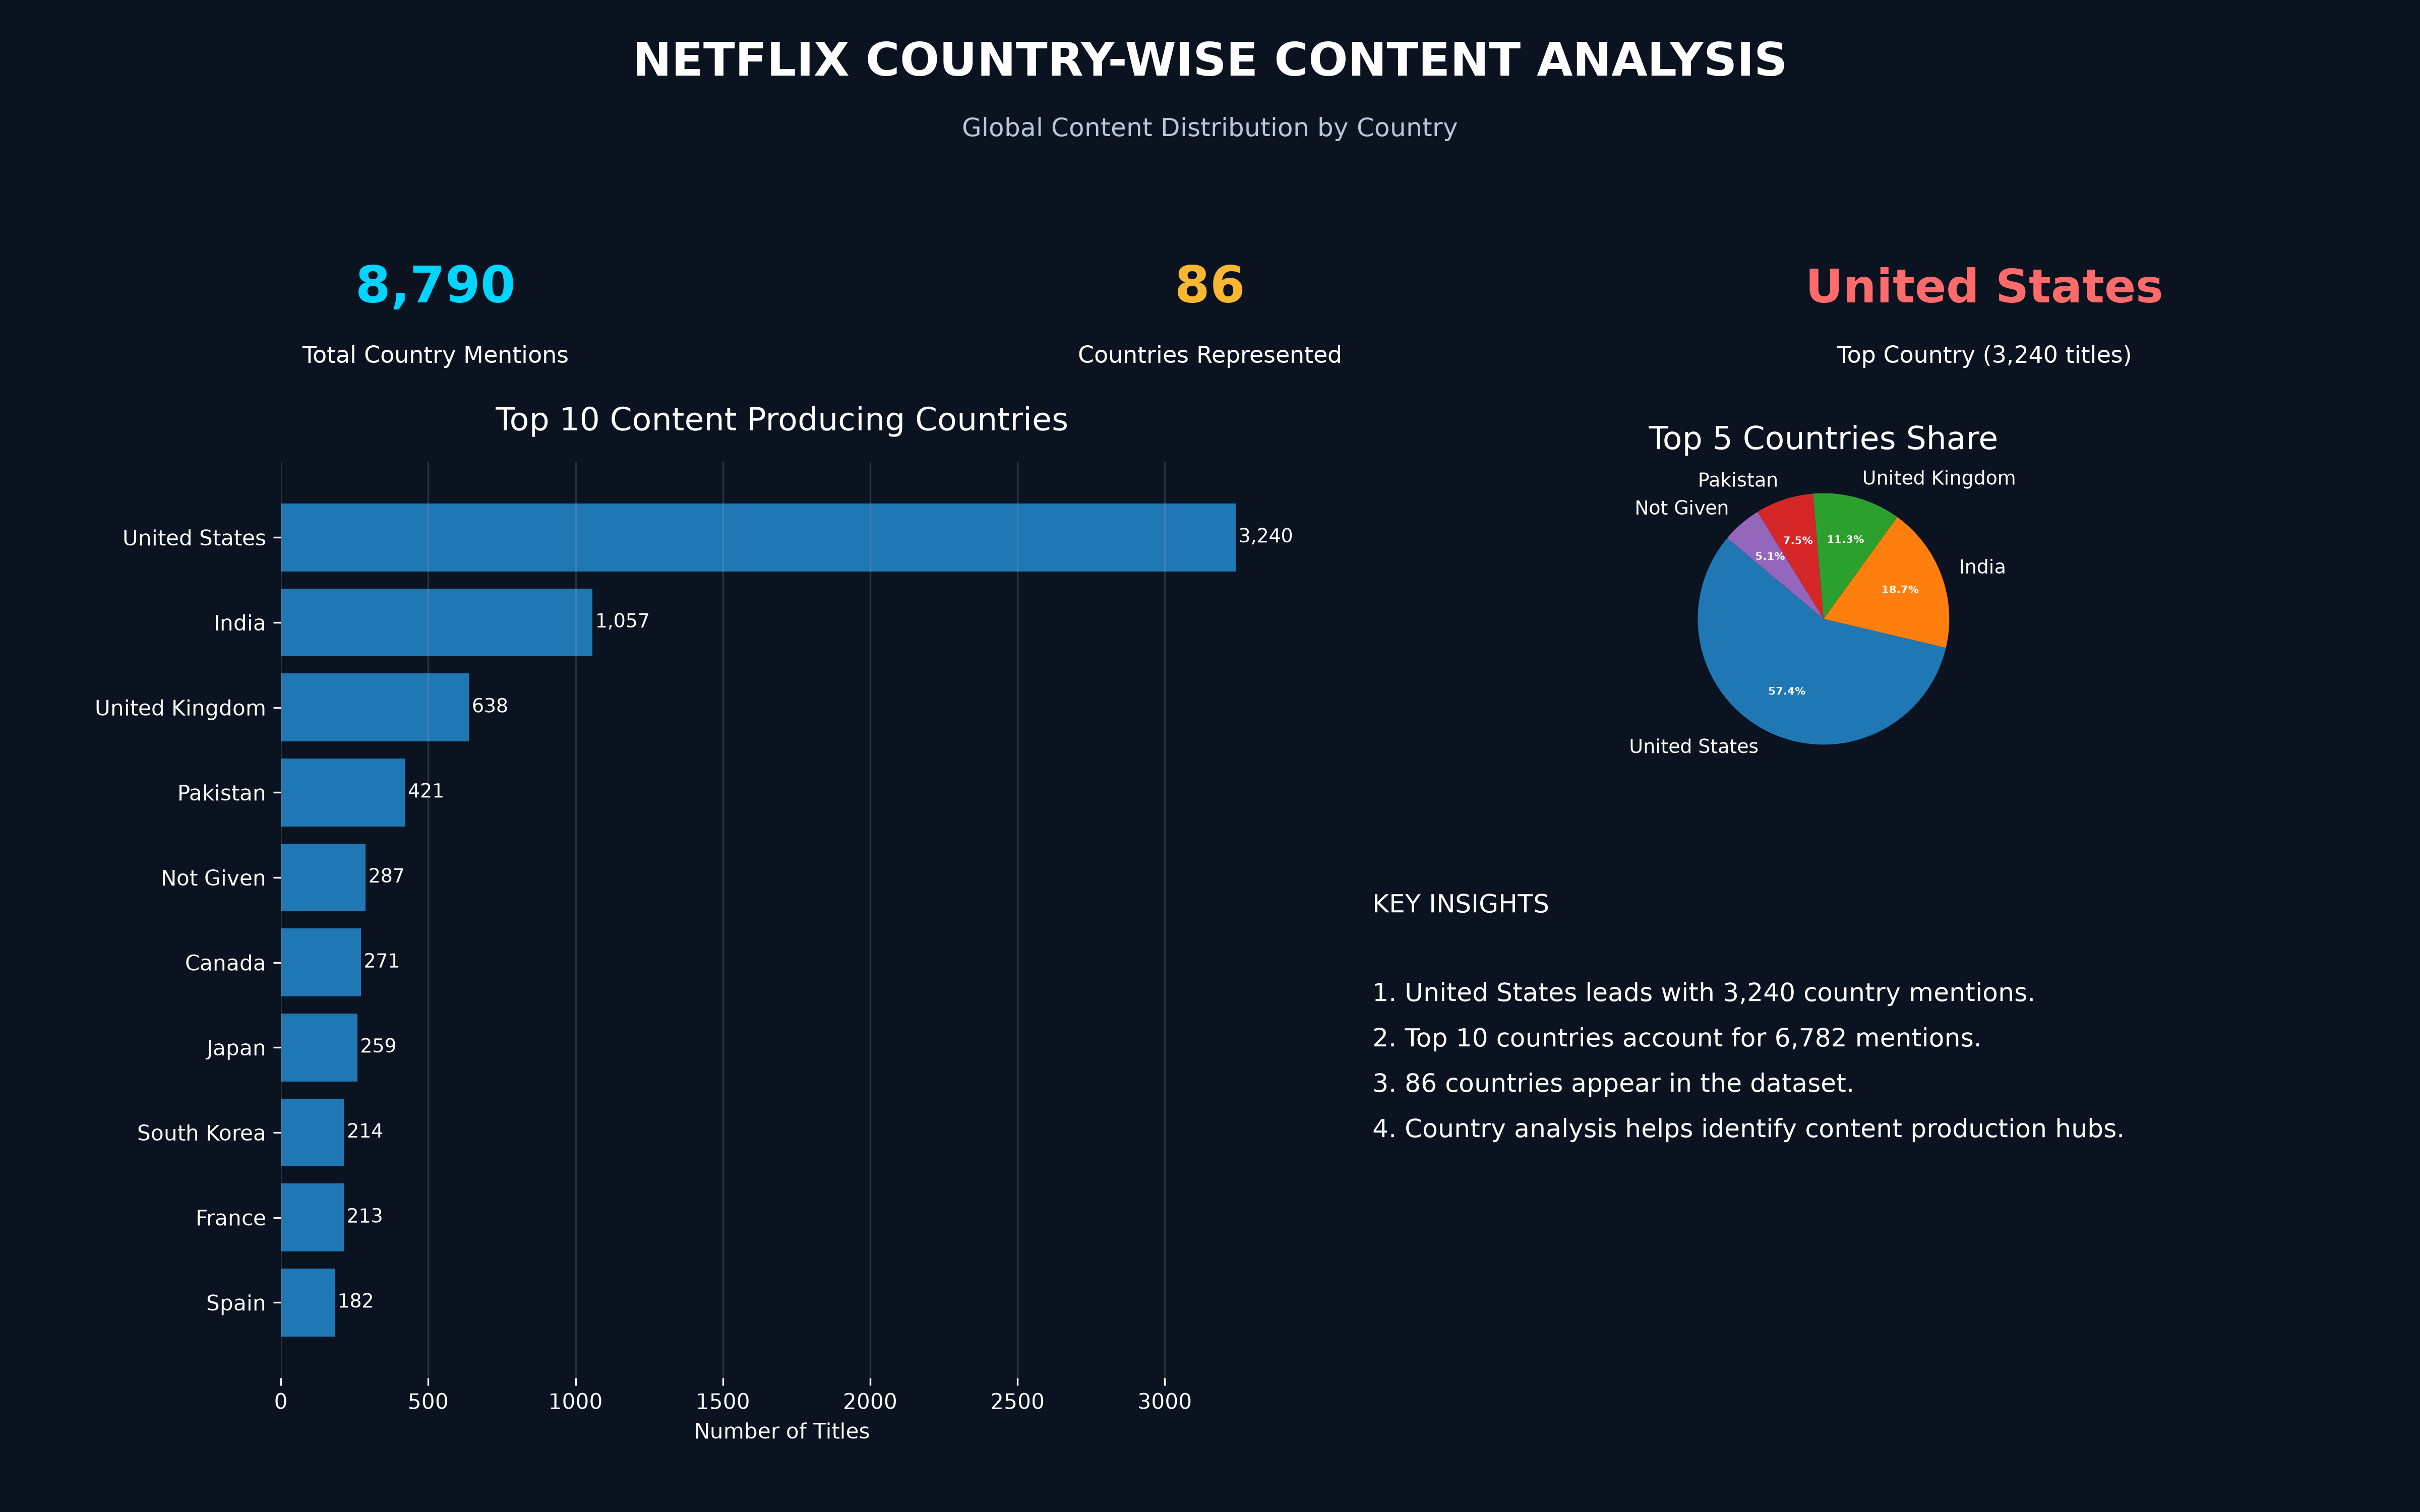 NETFLIX COUNTRY-WISE CONTENT ANALYSIS
Global Content Distribution by Country
8,790
Total Country Mentions
86
Countries Represented
United States
Top Country (3,240 titles)
Top 10 Content Producing Countries
United States
3,240
India
1,057
United Kingdom
638
Pakistan
421
Not Given
287
Canada
271
Japan
259
South Korea
214
France
213
Spain
182
0
500
1000
1500
2000
2500
3000
Number of Titles
Top 5 Countries Share
Pakistan
United Kingdom
Not Given
India
United States
7.5%
11.3%
5.1%
18.7%
57.4%
KEY INSIGHTS
1. United States leads with 3,240 country mentions.
2. Top 10 countries account for 6,782 mentions.
3. 86 countries appear in the dataset.
4. Country analysis helps identify content production hubs.